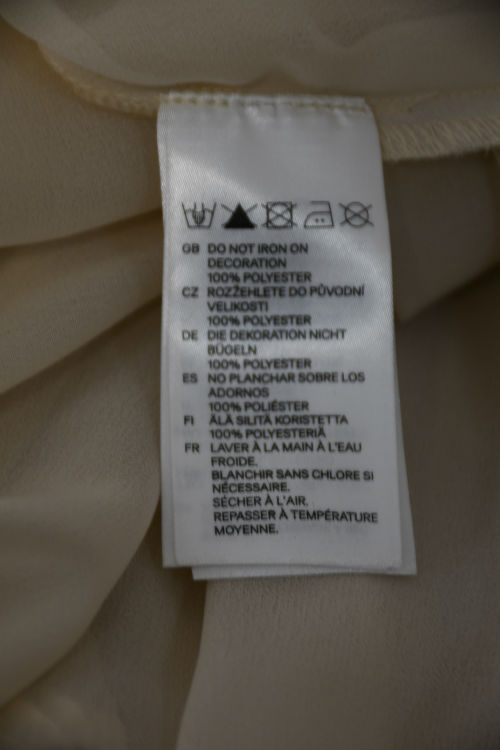 GB DO NOT IRON ON
DECORATION
100% POLYESTER
CZ ROZŽEHLETE DO PŮVODNÍ
VELIKOSTI
100% POLYESTER
DE DIE DEKORATION NICHT
BÜGELN
100% POLYESTER
ES NO PLANCHAR SOBRE LOS
ADORNOS
100% POLIÉSTER
FI ÄLÄ SILITÄ KORISTETTA
100% POLYESTERIÄ
FR LAVER À LA MAIN À L'EAU
FROIDE.
BLANCHIR SANS CHLORE SI
NÉCESSAIRE.
SÉCHER À L'AIR.
REPASSER À TEMPÉRATURE
MOYENNE.